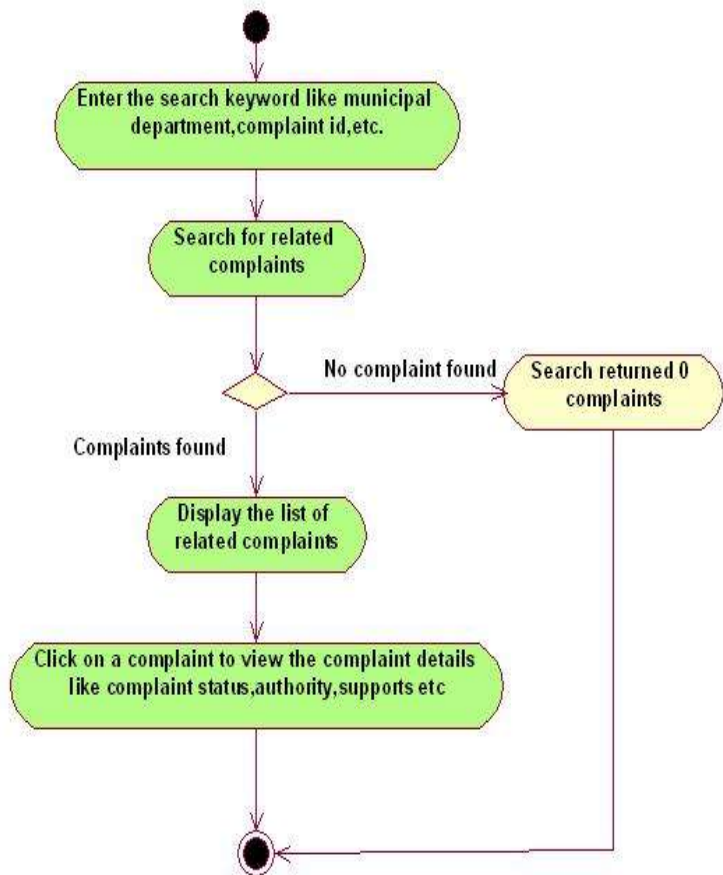 Enter the search keyword like municipal
department,complaint id,etc.
Search for related
complaints
No complaint found
Search returned 0
complaints
Complaints found
Display the list of
related complaints
Click on a complaint to view the complaint details
like complaint status,authority,supports etc